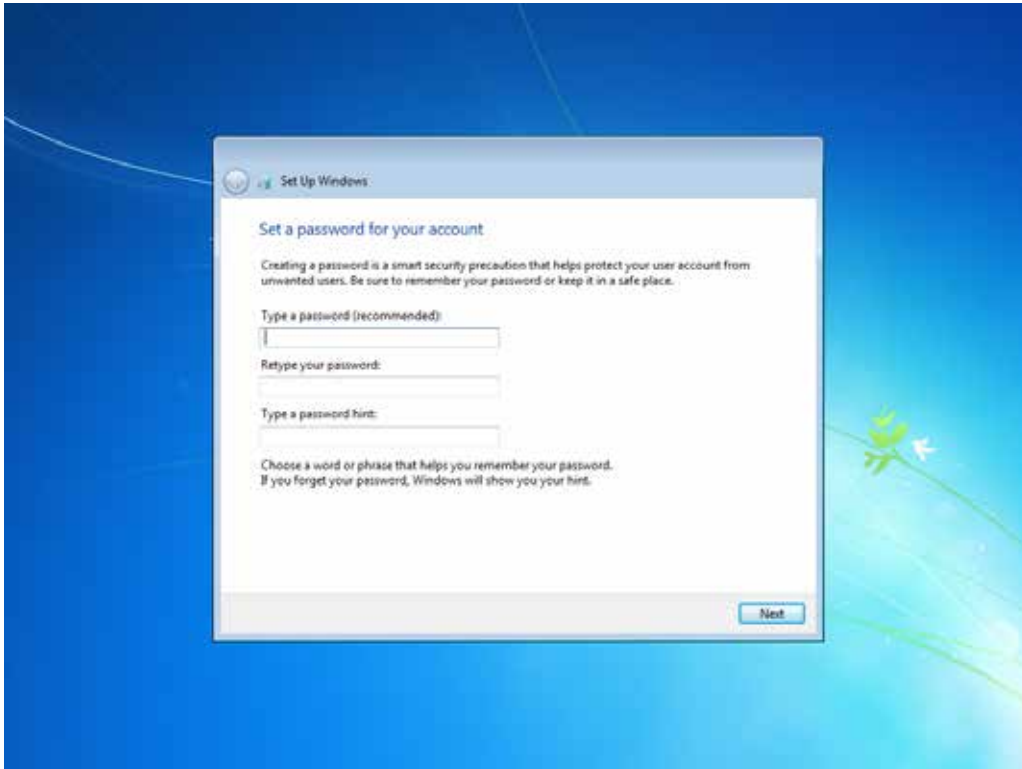 Set Up Windows
Set a password for your account
Creating a password is a smart security precaution that helps protect your user account from
unwanted users. Be sure to remember your password or keep it in a safe place.
Type a password (recommended):
Retype your password:
Type a password hint:
Choose a word or phrase that helps you remember your password.
If you forget your password, Windows will show you your hint.
Next